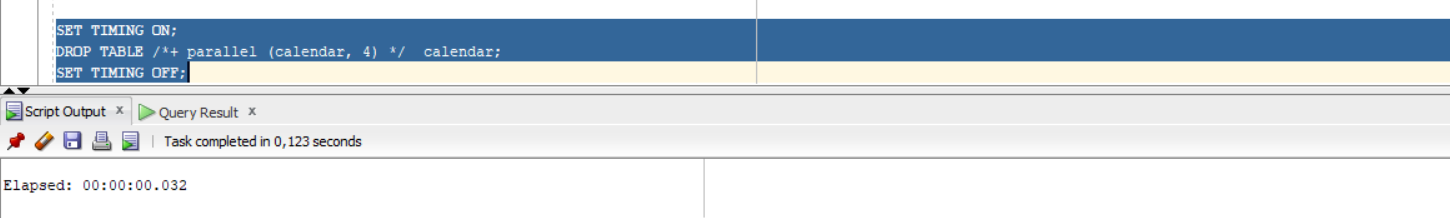 SET TIMING ON;
DROP TABLE /*+ parallel (calendar, 4) */  calendar;
SET TIMING OFF;
Script Output x Query Result x
Task completed in 0,123 seconds
Elapsed: 00:00:00.032